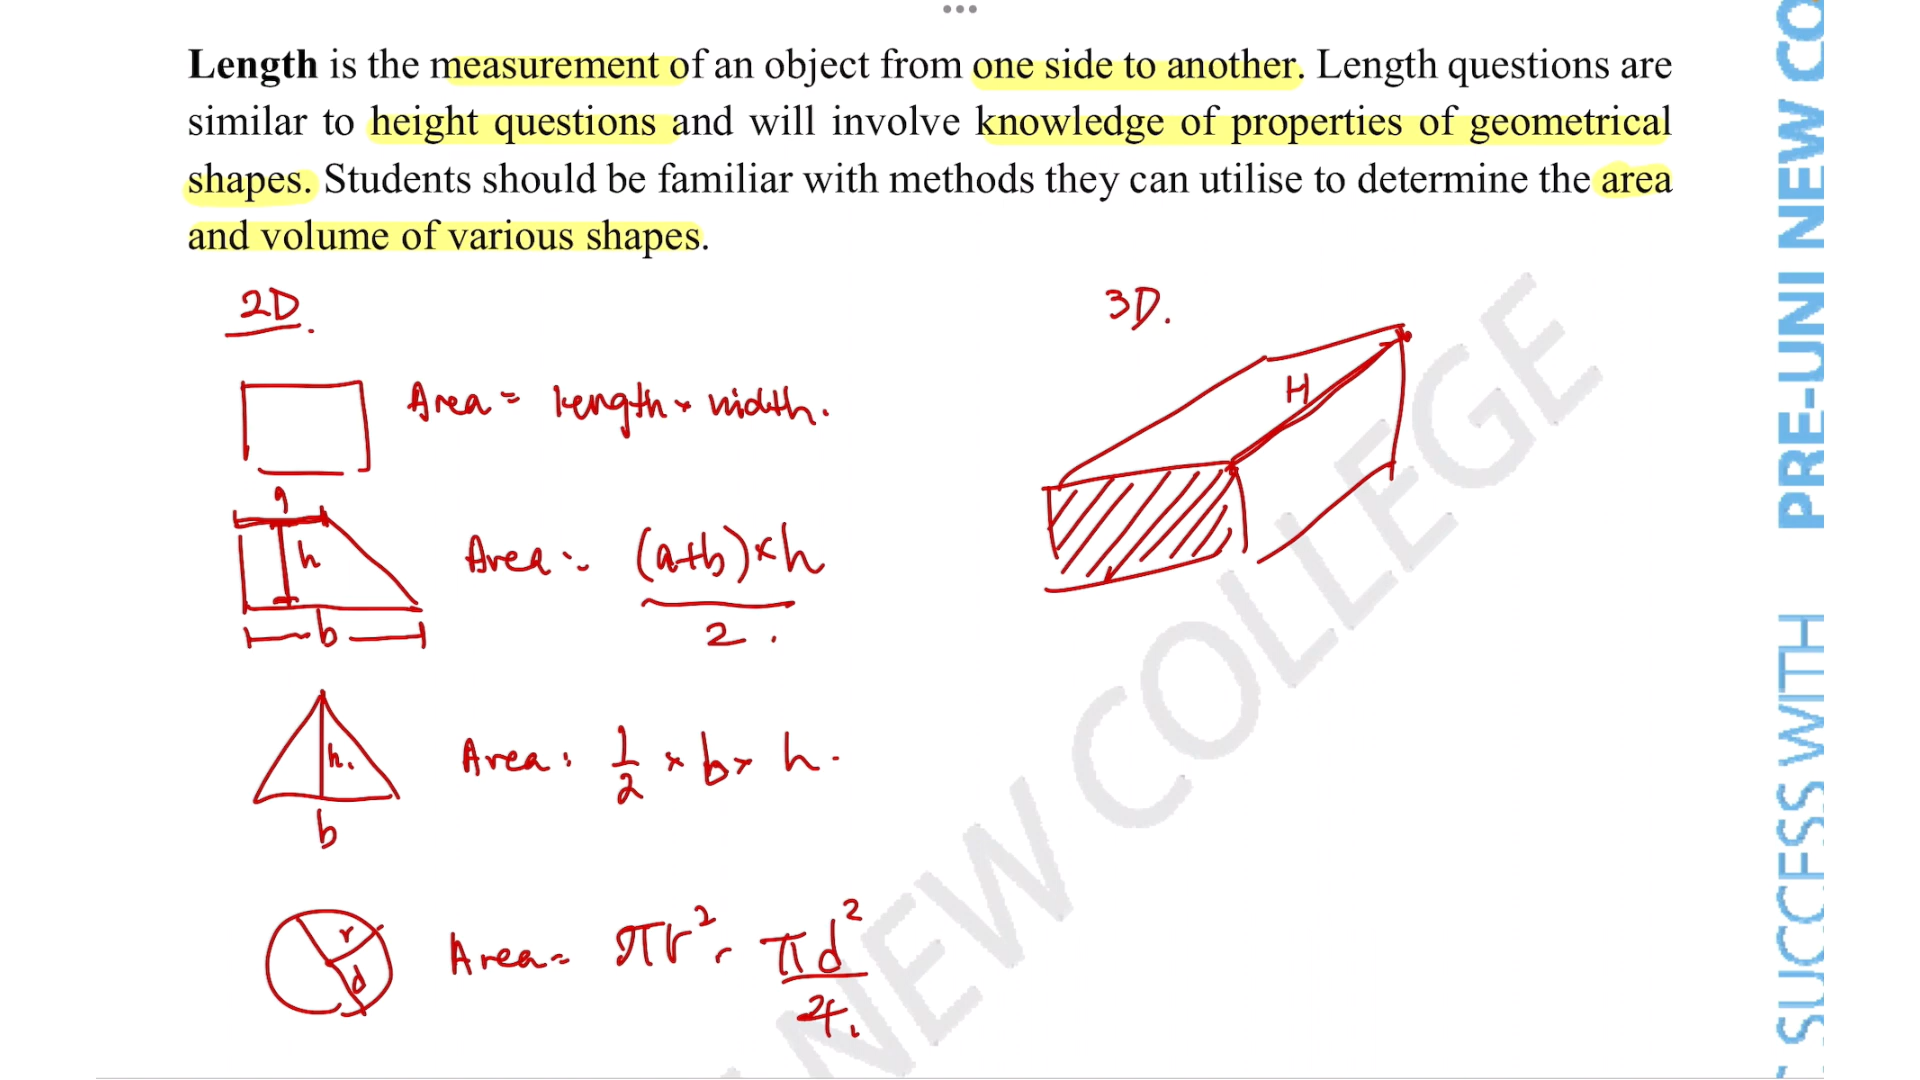 Length is the measurement of an object from one side to another. Length questions are
similar to height questions and will involve knowledge of properties of geometrical
shapes. Students should be familiar with methods they can utilise to determine the area
and volume of various shapes.
2D.
3D.
Area = length × width.
H
a
h
Area = (a+b)×h
2.
b
h.
Area = 1/2 × b × h.
b
r
d
Area = πr² = πd²
4.
NEW COLLEGE
SUCCESS WITH PRE-UNI NEW CO